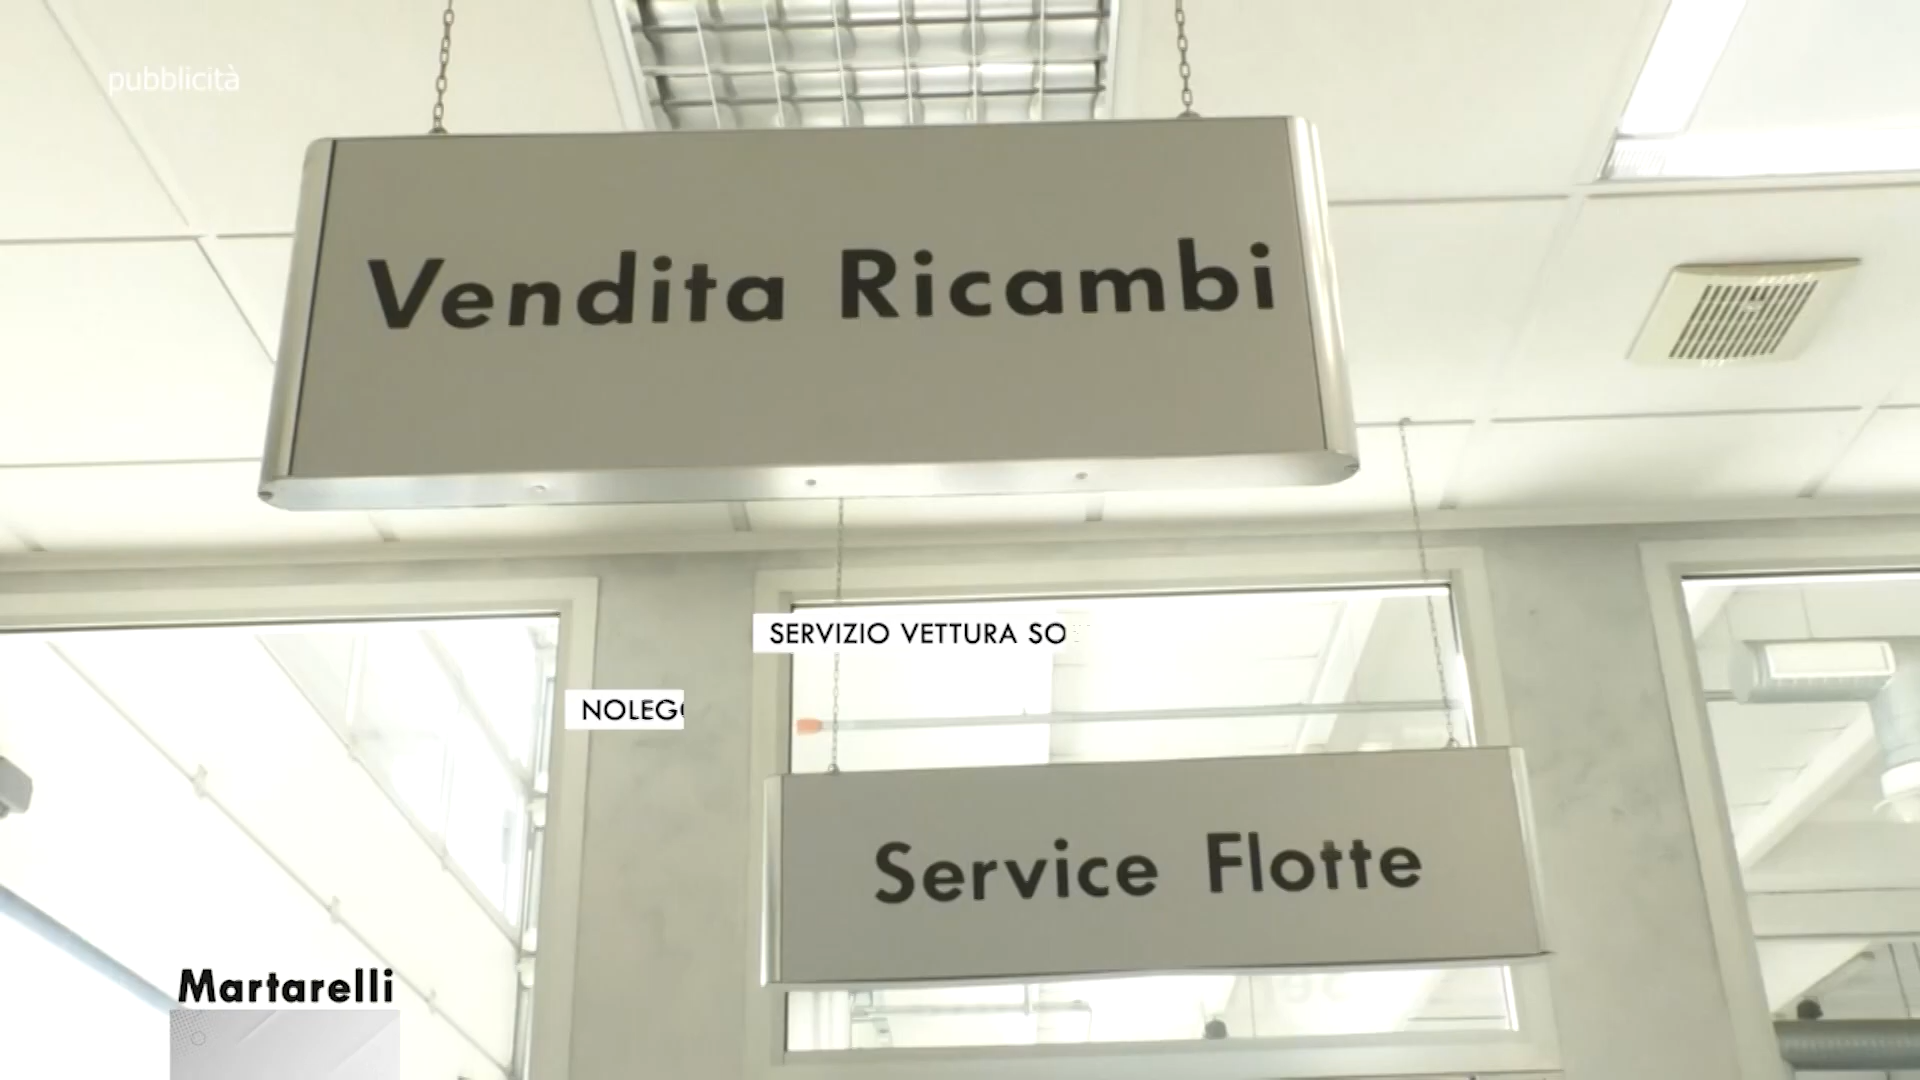 pubblicità
Vendita Ricambi
SERVIZIO VETTURA SO
NOLEG
Service Flotte
Martarelli